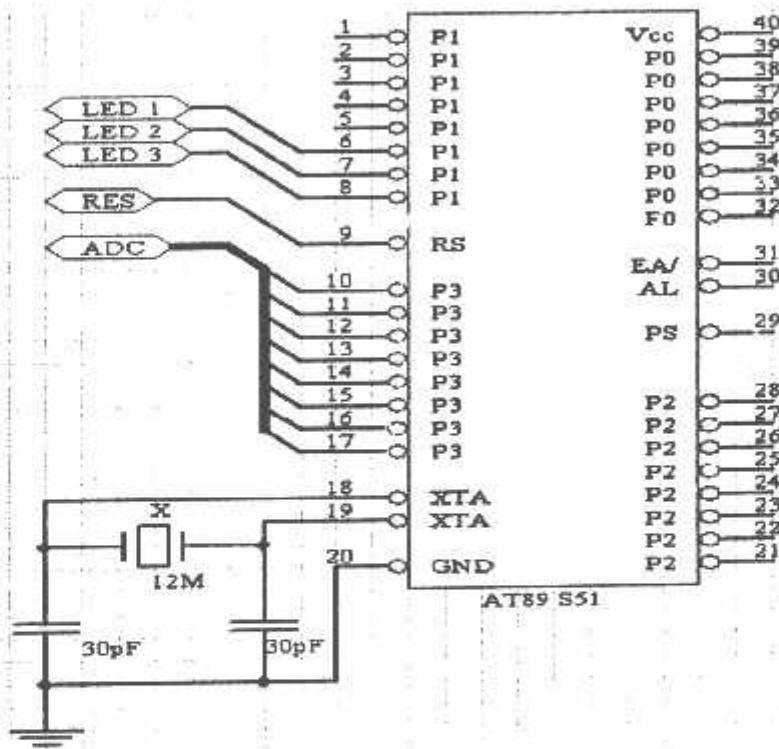 1 P1 Vcc 40
2 P1 P0 39
3 P1 P0 38
4 P1 P0 37
5 P1 P0 36
LED 1 6 P1 P0 35
LED 2 7 P1 P0 34
LED 3 8 P1 P0 33
F0 32
RES 9 RS
ADC EA/ 31
10 P3 AL 30
11 P3
12 P3 PS 29
13 P3
14 P3
15 P3 P2 28
16 P3 P2 27
17 P3 P2 26
P2 25
18 XTA P2 24
X 19 XTA P2 23
P2 22
12M 20 GND P2 21
AT89 S51
30pF 30pF